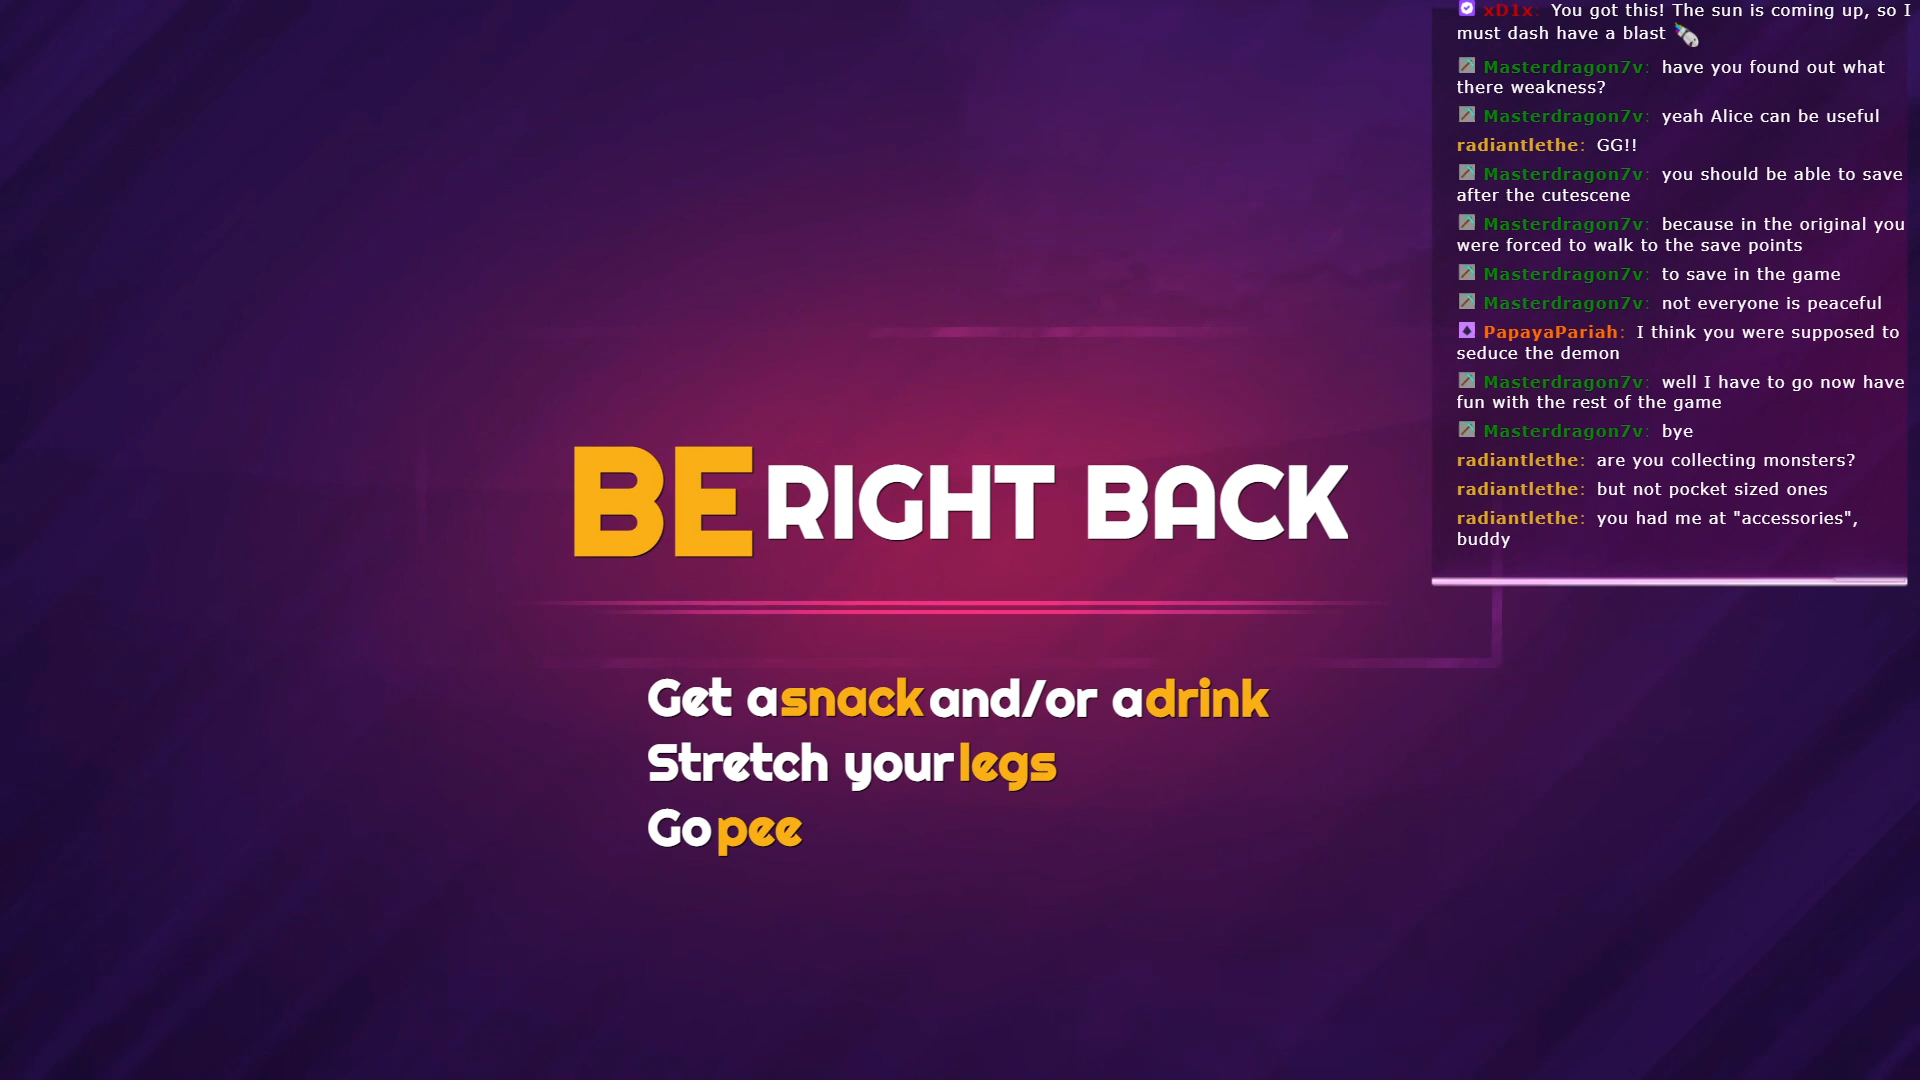 xD1x: You got this! The sun is coming up, so I
must dash have a blast
Masterdragon7v: have you found out what
there weakness?
Masterdragon7v: yeah Alice can be useful
radiantlethe: GG!!
Masterdragon7v: you should be able to save
after the cutescene
Masterdragon7v: because in the original you
were forced to walk to the save points
Masterdragon7v: to save in the game
Masterdragon7v: not everyone is peaceful
PapayaPariah: I think you were supposed to
seduce the demon
Masterdragon7v: well I have to go now have
fun with the rest of the game
Masterdragon7v: bye
radiantlethe: are you collecting monsters?
radiantlethe: but not pocket sized ones
radiantlethe: you had me at "accessories",
buddy
BE RIGHT BACK
Get a snack and/or a drink
Stretch your legs
Go pee